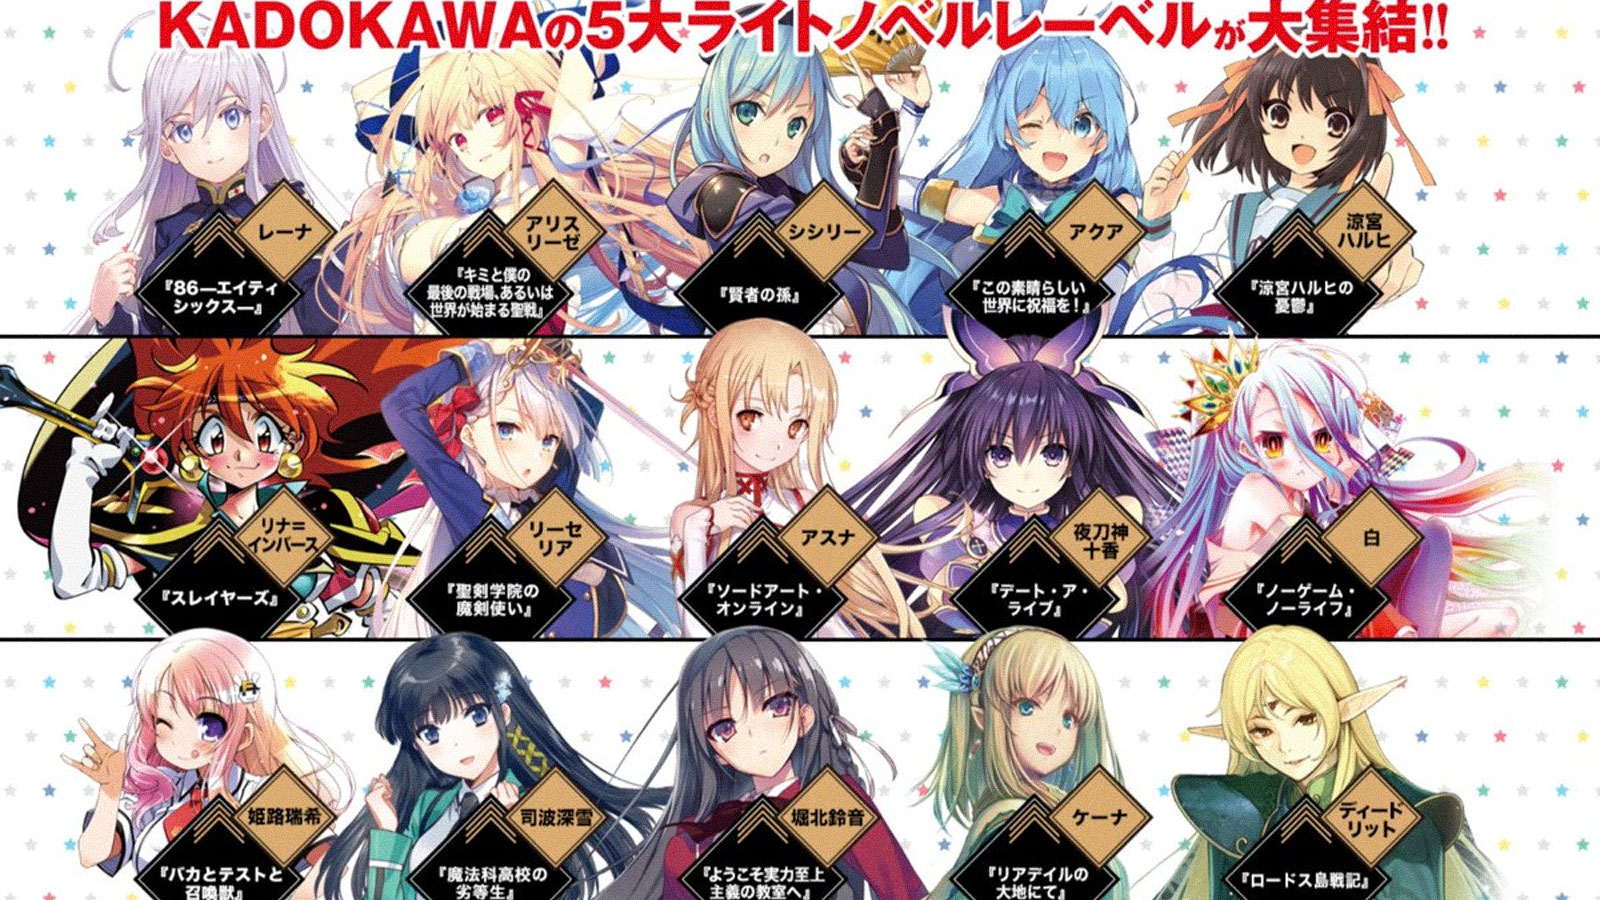 KADOKAWAの5大ライトノベルレーベルが大集結!!
レーナ
『86―エイティ
シックス―』
アリス
リーゼ
『キミと僕の
最後の戦場、あるいは
世界が始まる聖戦』
シシリー
『賢者の孫』
アクア
『この素晴らしい
世界に祝福を!』
涼宮
ハルヒ
『涼宮ハルヒの
憂鬱』
リナ=
インバース
『スレイヤーズ』
リーセ
リア
『聖剣学院の
魔剣使い』
アスナ
『ソードアート・
オンライン』
夜刀神
十香
『デート・ア・
ライブ』
白
『ノーゲーム・
ノーライフ』
姫路瑞希
『バカとテストと
召喚獣』
司波深雪
『魔法科高校の
劣等生』
堀北鈴音
『ようこそ実力至上
主義の教室へ』
ケーナ
『リアデイルの
大地にて』
ディード
リット
『ロードス島戦記』